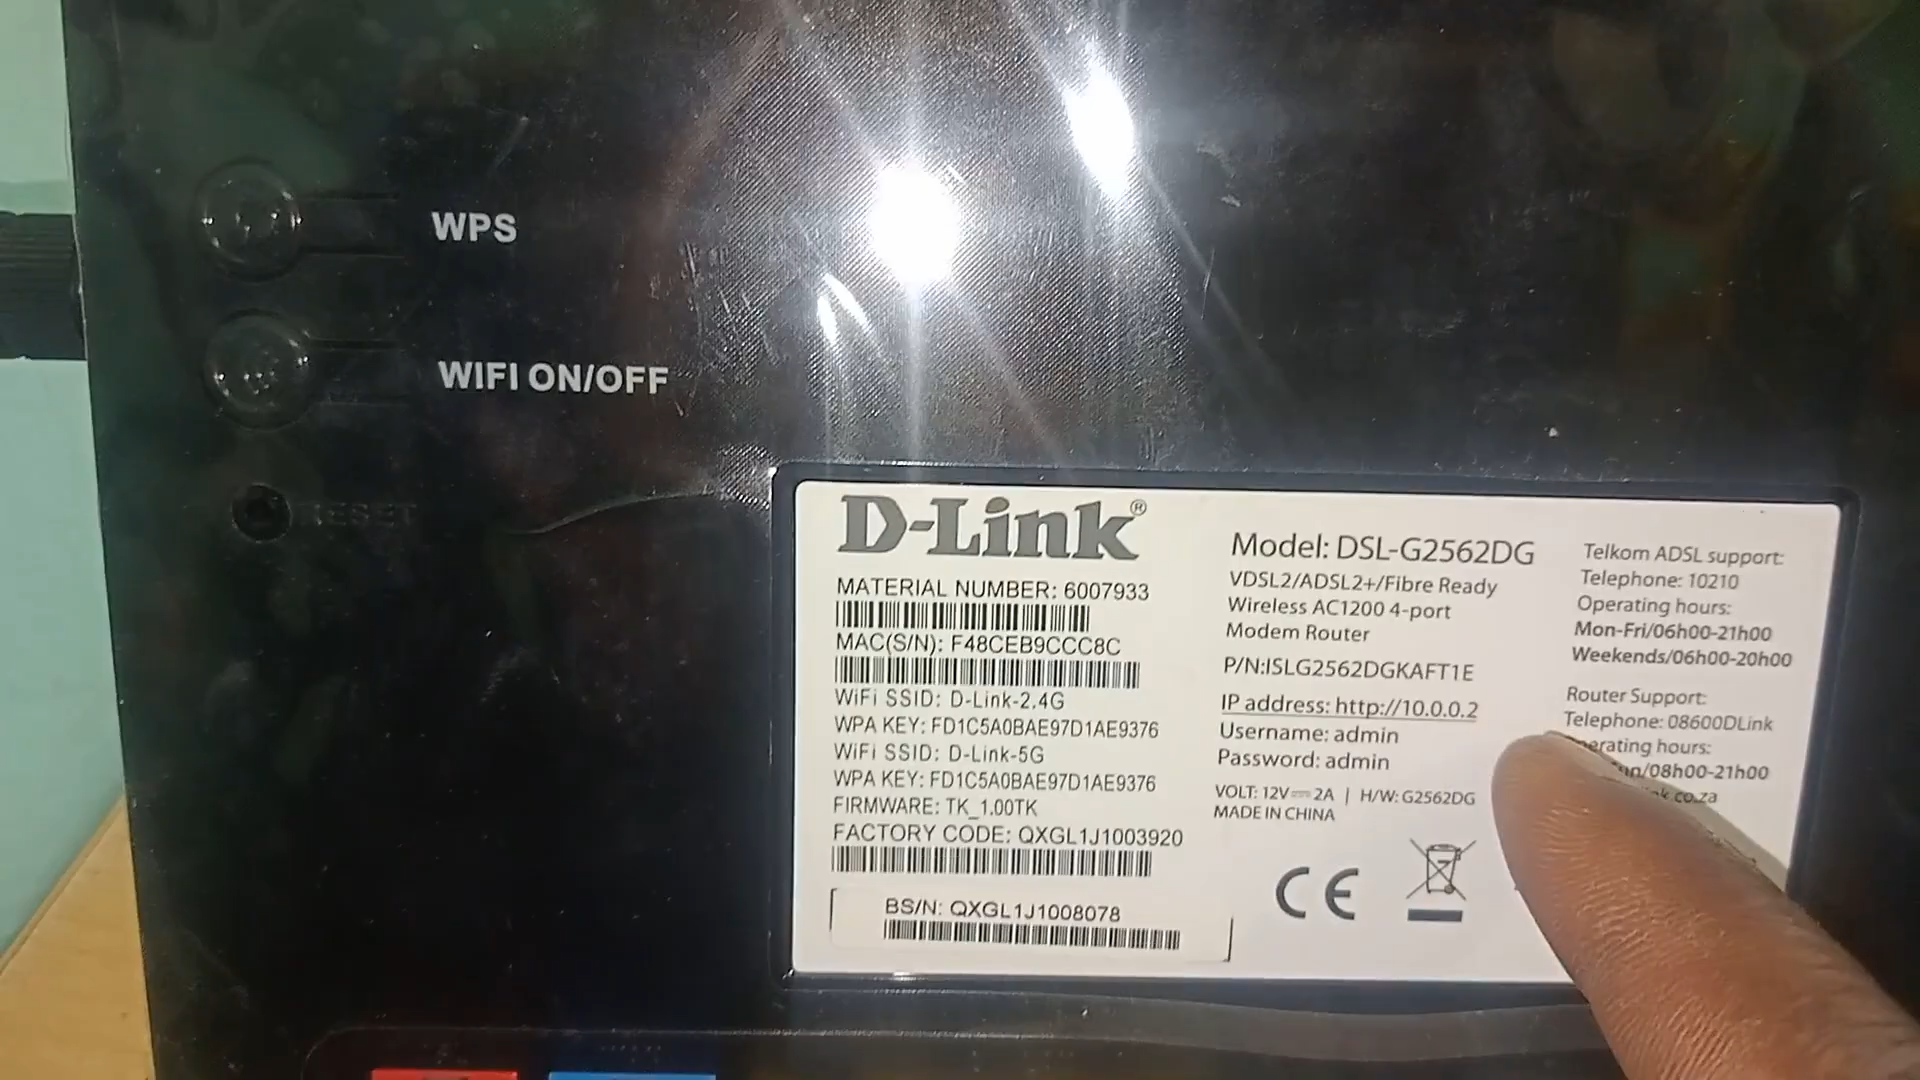 WPS
WIFI ON/OFF
RESET
D-Link®
MATERIAL NUMBER: 6007933
MAC(S/N): F48CEB9CCC8C
WiFi SSID: D-Link-2.4G
WPA KEY: FD1C5A0BAE97D1AE9376
WiFi SSID: D-Link-5G
WPA KEY: FD1C5A0BAE97D1AE9376
FIRMWARE: TK_1.00TK
FACTORY CODE: QXGL1J1003920
BS/N: QXGL1J1008078
Model: DSL-G2562DG
VDSL2/ADSL2+/Fibre Ready
Wireless AC1200 4-port
Modem Router
P/N:ISLG2562DGKAFT1E
IP address: http://10.0.0.2
Username: admin
Password: admin
VOLT: 12V⎓2A | H/W: G2562DG
MADE IN CHINA
CE
Telkom ADSL support:
Telephone: 10210
Operating hours:
Mon-Fri/06h00-21h00
Weekends/06h00-20h00
Router Support:
Telephone: 08600DLink
hours:
/08h00-21h00
co.za